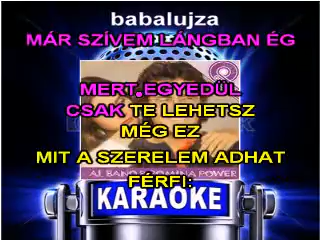 babalujza
MÁR SZÍVEM LÁNGBAN ÉG
MERT EGYEDÜL
CSAK TE LEHETSZ
MÉG EZ
MIT A SZERELEM ADHAT
AL BANO & ROMINA POWER
FÉRFI:
KARAOKE